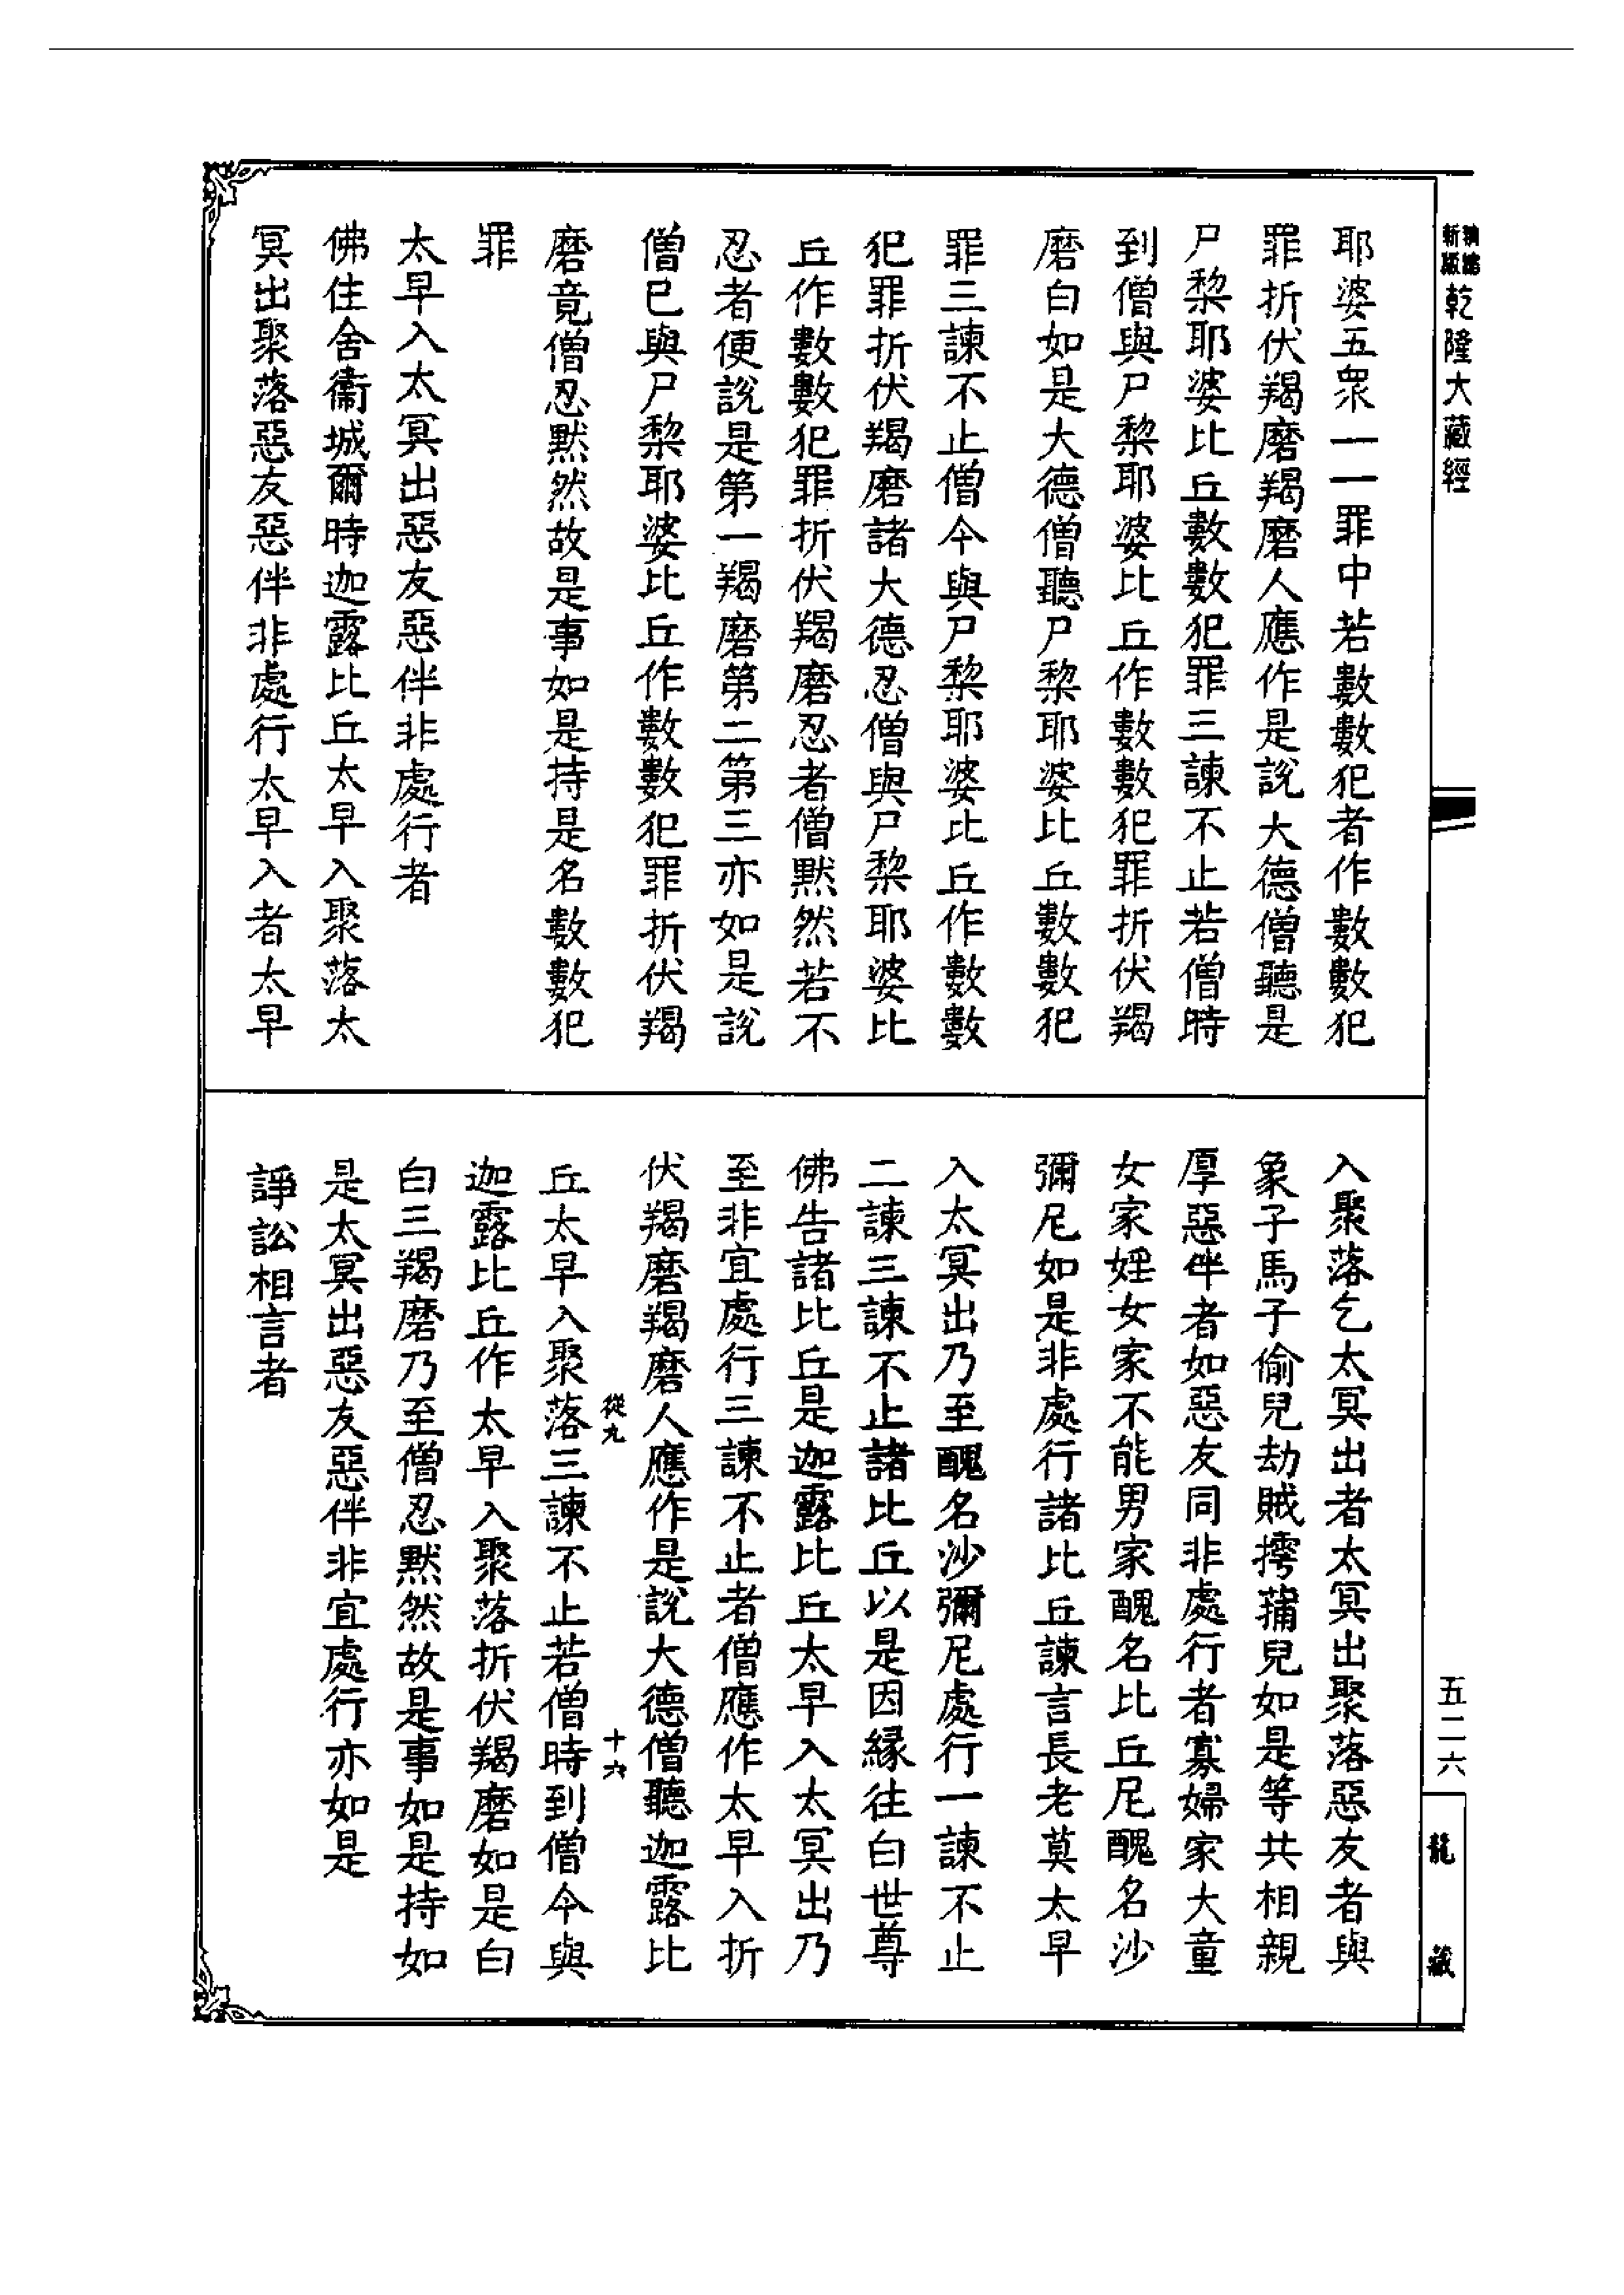 新版
乾隆大藏經
耶婆五衆一一罪中若數數犯者作數數犯
罪折伏羯磨羯磨人應作是說大德僧聽是
尸棃耶婆比丘數數犯罪三諫不止若僧時
到僧與尸棃耶婆比丘作數數犯罪折伏羯
磨白如是大德僧聽尸棃耶婆比丘數數犯
罪三諫不止僧今與尸棃耶婆比丘作數數
犯罪折伏羯磨諸大德忍僧與尸棃耶婆比
丘作數數犯罪折伏羯磨忍者僧默然若不
忍者便說是第一羯磨第二第三亦如是說
僧巳與尸棃耶婆比丘作數數犯罪折伏羯
磨竟僧忍默然故是事如是持是名數數犯
罪
太早入太冥出惡友惡伴非處行者
佛住舍衞城爾時迦露比丘太早入聚落太
冥出聚落惡友惡伴非處行太早入者太早
入聚落乞太冥出者太冥出聚落惡友者與
象子馬子偷兒劫賊摴蒱兒如是等共相親
厚惡伴者如惡友同非處行者寡婦家大童
女家婬女家不能男家醜名比丘尼醜名沙
彌尼如是非處行諸比丘諫言長老莫太早
入太冥出乃至醜名沙彌尼處行一諫不止
二諫三諫不止諸比丘以是因緣往白世尊
佛告諸比丘是迦露比丘太早入太冥出乃
至非宜處行三諫不止者僧應作太早入折
伏羯磨羯磨人應作是說大德僧聽迦露比
從九
十六
丘太早入聚落三諫不止若僧時到僧今與
迦露比丘作太早入聚落折伏羯磨如是白
白三羯磨乃至僧忍默然故是事如是持如
是太冥出惡友惡伴非宜處行亦如是
諍訟相言者
五二六
龍藏